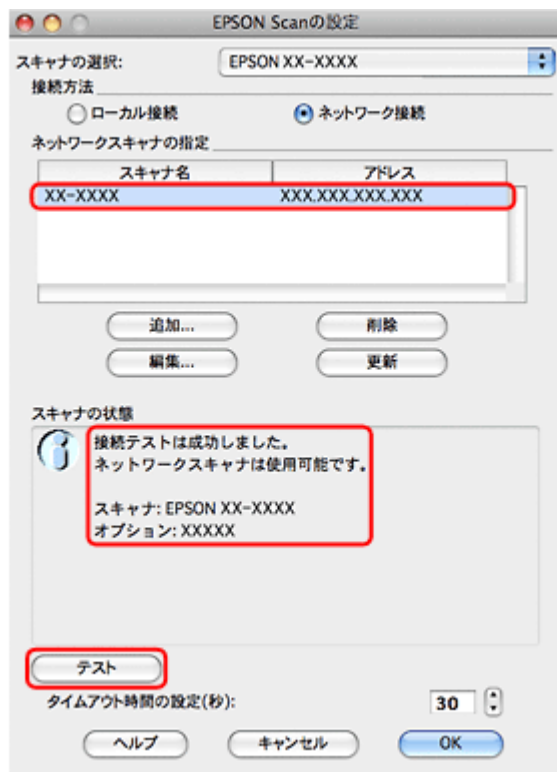 EPSON Scanの設定
スキャナの選択: EPSON XX-XXXX
接続方法
ローカル接続 ネットワーク接続
ネットワークスキャナの指定
スキャナ名 アドレス
XX-XXXX XXX.XXX.XXX.XXX
追加... 削除
編集... 更新
スキャナの状態
接続テストは成功しました。
ネットワークスキャナは使用可能です。
スキャナ: EPSON XX-XXXX
オプション: XXXXX
テスト
タイムアウト時間の設定(秒): 30
ヘルプ キャンセル OK